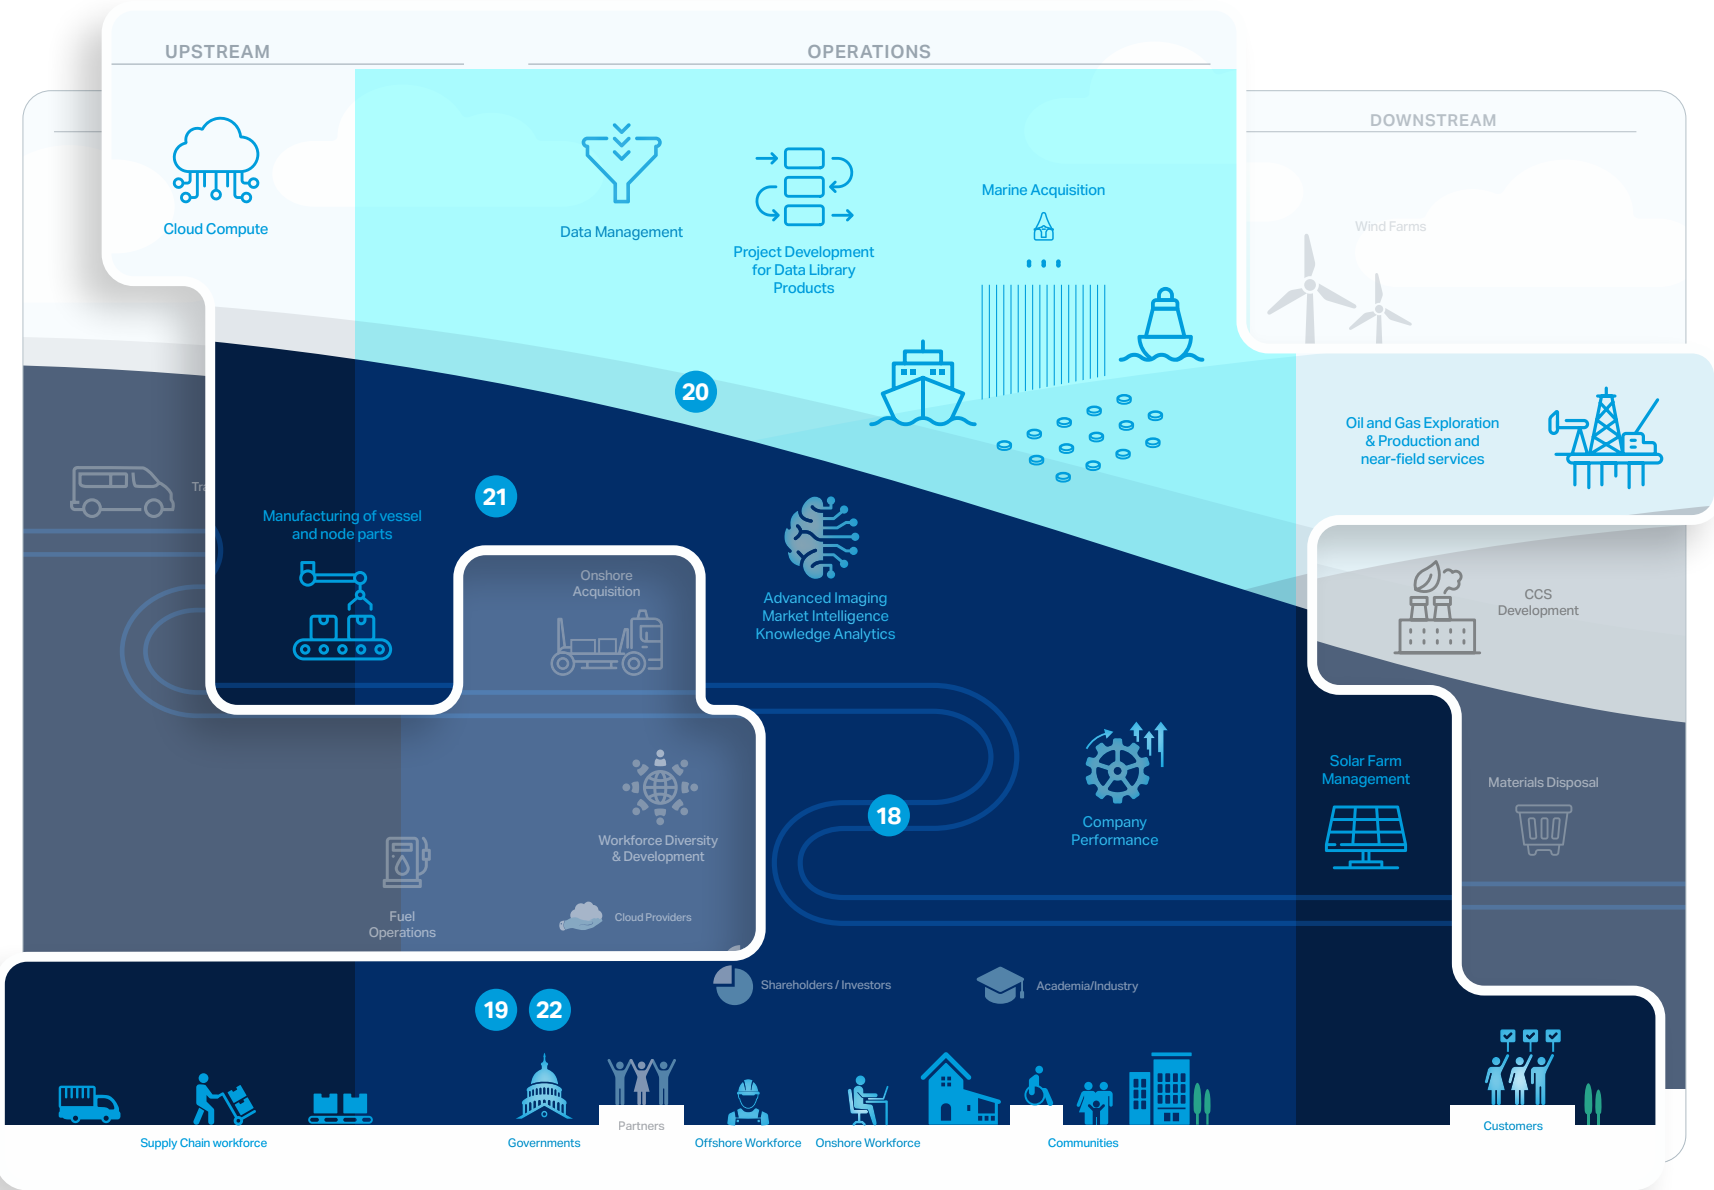 UPSTREAM
OPERATIONS
DOWNSTREAM
Cloud Compute
Data Management
Project Development
for Data Library
Products
Marine Acquisition
Wind Farms
20
Oil and Gas Exploration
& Production and
near-field services
Tra
21
Manufacturing of vessel
and node parts
Onshore
Acquisition
Advanced Imaging
Market Intelligence
Knowledge Analytics
CCS
Development
Solar Farm
Management
Materials Disposal
18
Company
Performance
Workforce Diversity
& Development
Fuel
Operations
Cloud Providers
Shareholders / Investors
Academia/Industry
19
22
Supply Chain workforce
Governments
Partners
Offshore Workforce
Onshore Workforce
Communities
Customers